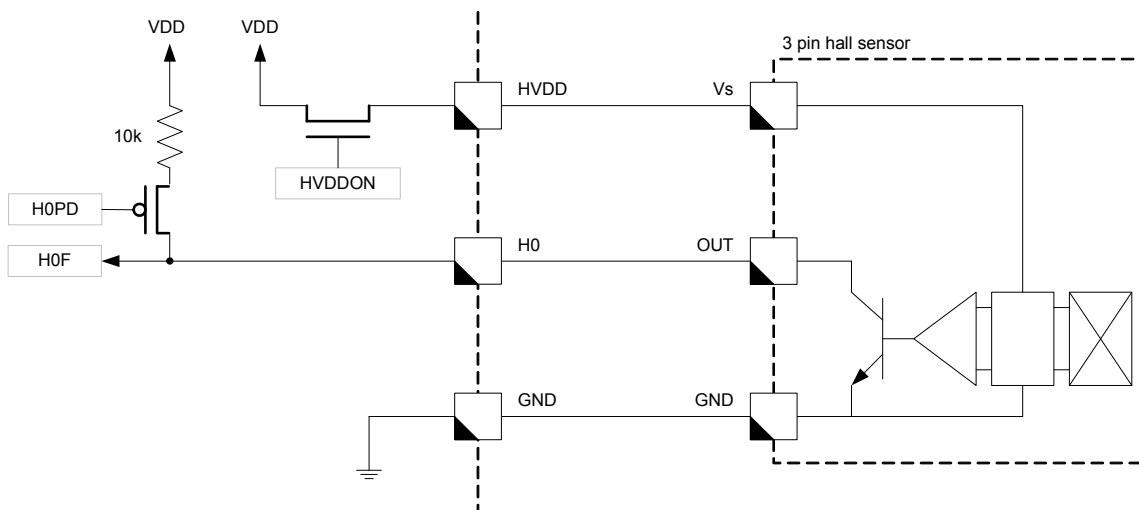 3 pin hall sensor
VDD
VDD
HVDD
Vs
10k
HVDDON
H0PD
H0
OUT
H0F
GND
GND